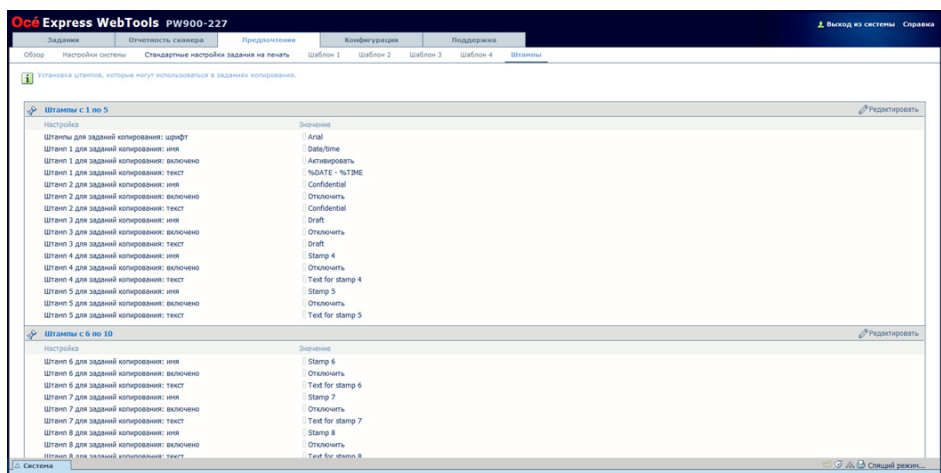 Océ Express WebTools PW900-227
Выход из системы Справка
Задания Отчетность сканера Предпочтения Конфигурация Поддержка
Обзор Настройки системы Стандартные настройки задания на печать Шаблон 1 Шаблон 2 Шаблон 3 Шаблон 4 Штампы
Установка штампов, которые могут использоваться в заданиях копирования.
Штампы с 1 по 5 Редактировать
Настройка Значение
Штампы для заданий копирования: шрифт Arial
Штамп 1 для заданий копирования: имя Date/time
Штамп 1 для заданий копирования: включено Активировать
Штамп 1 для заданий копирования: текст %DATE - %TIME
Штамп 2 для заданий копирования: имя Confidential
Штамп 2 для заданий копирования: включено Отключить
Штамп 2 для заданий копирования: текст Confidential
Штамп 3 для заданий копирования: имя Draft
Штамп 3 для заданий копирования: включено Отключить
Штамп 3 для заданий копирования: текст Draft
Штамп 4 для заданий копирования: имя Stamp 4
Штамп 4 для заданий копирования: включено Отключить
Штамп 4 для заданий копирования: текст Text for stamp 4
Штамп 5 для заданий копирования: имя Stamp 5
Штамп 5 для заданий копирования: включено Отключить
Штамп 5 для заданий копирования: текст Text for stamp 5
Штампы с 6 по 10 Редактировать
Настройка Значение
Штамп 6 для заданий копирования: имя Stamp 6
Штамп 6 для заданий копирования: включено Отключить
Штамп 6 для заданий копирования: текст Text for stamp 6
Штамп 7 для заданий копирования: имя Stamp 7
Штамп 7 для заданий копирования: включено Отключить
Штамп 7 для заданий копирования: текст Text for stamp 7
Штамп 8 для заданий копирования: имя Stamp 8
Штамп 8 для заданий копирования: включено Отключить
Штамп 8 для заданий копирования: текст Text for stamp 8
Система Спящий режим...